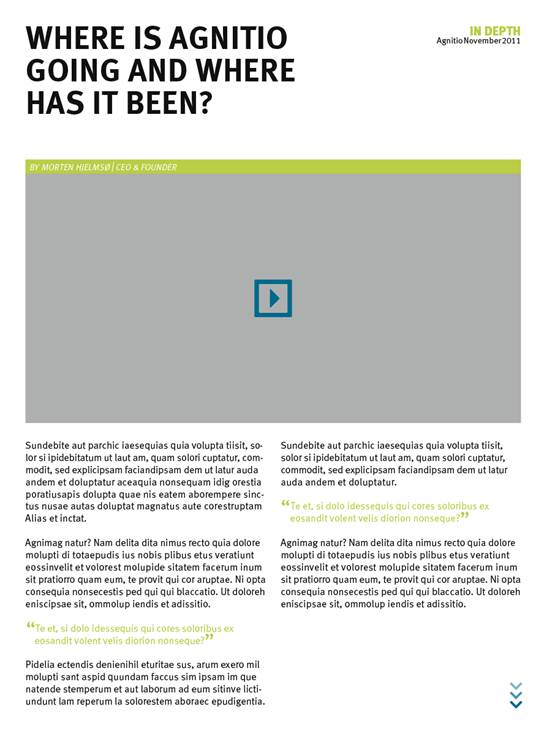 WHERE IS AGNITIO
GOING AND WHERE
HAS IT BEEN?
IN DEPTH
Agnitio November 2011
BY MORTEN HJELMSØ | CEO & FOUNDER
Sundebite aut parchic iaesequias quia volupta tiisit, so-
lor si ipidebitatum ut laut am, quam solori cuptatur, com-
modit, sed explicipsam faciandipsam dem ut latur auda
andem et doluptatur aceaquia nonsequam idig orestia
poratiusapis dolupta quae nis eatem aborempere sinc-
tus nusae autas doluptat magnatus aute corestruptam
Alias et inctat.
Agnimag natur? Nam delita dita nimus recto quia dolore
molupti di totaepudis ius nobis plibus etus veratiunt
eossinvelit et volorest molupide sitatem facerum inum
sit pratiorro quam eum, te provit qui cor aruptae. Ni opta
consequia nonsecestis ped qui qui blaccatio. Ut doloreh
eniscipsae sit, ommolup iendis et adissitio.
“Te et, si dolo idessequis qui cores soloribus ex
eosandit volent velis diorion nonseque?”
Pidelia ectendis denienihil eturitae sus, arum exero mil
molupti sant aspid quundam faccus sim ipsam im que
natende stemperum et aut laborum ad eum sitinve licti-
undunt lam reperum la solorestem aboraec epudigentia.
Sundebite aut parchic iaesequias quia volupta tiisit,
solor si ipidebitatum ut laut am, quam solori cuptatur,
commodit, sed explicipsam faciandipsam dem ut latur
auda andem et doluptatur.
“Te et, si dolo idessequis qui cores soloribus ex
eosandit volent velis diorion nonseque?”
Agnimag natur? Nam delita dita nimus recto quia dolore
molupti di totaepudis ius nobis plibus etus veratiunt
eossinvelit et volorest molupide sitatem facerum inum
sit pratiorro quam eum, te provit qui cor aruptae. Ni opta
consequia nonsecestis ped qui qui blaccatio. Ut doloreh
eniscipsae sit, ommolup iendis et adissitio.